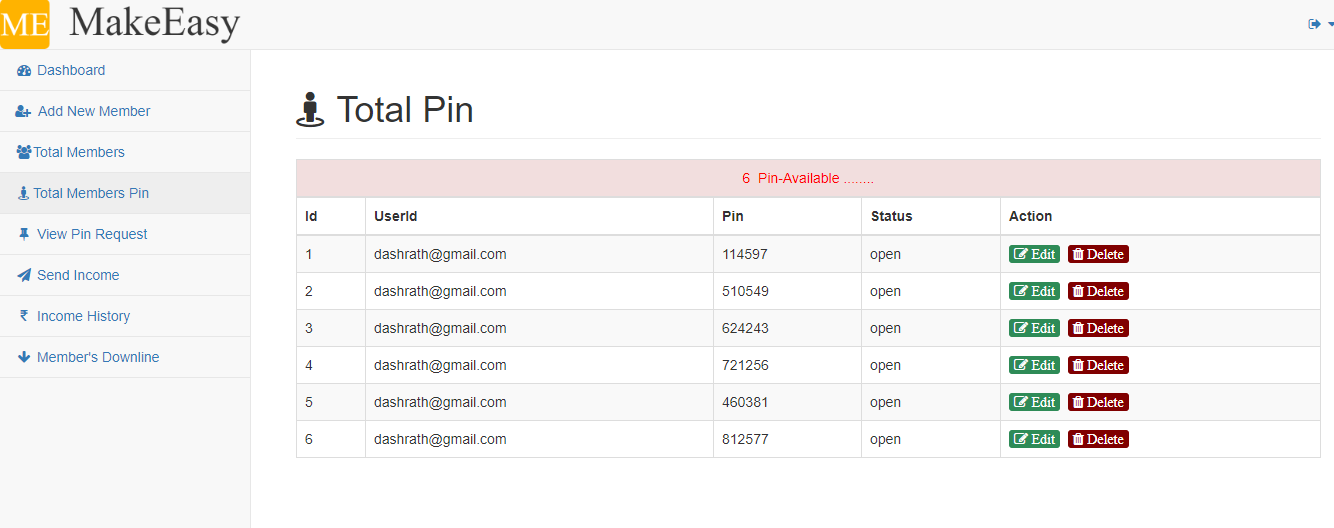 ME MakeEasy
Dashboard
Add New Member
Total Members
Total Members Pin
View Pin Request
Send Income
₹ Income History
Member's Downline
Total Pin
6 Pin-Available ........
Id UserId Pin Status Action
1 dashrath@gmail.com 114597 open Edit Delete
2 dashrath@gmail.com 510549 open Edit Delete
3 dashrath@gmail.com 624243 open Edit Delete
4 dashrath@gmail.com 721256 open Edit Delete
5 dashrath@gmail.com 460381 open Edit Delete
6 dashrath@gmail.com 812577 open Edit Delete